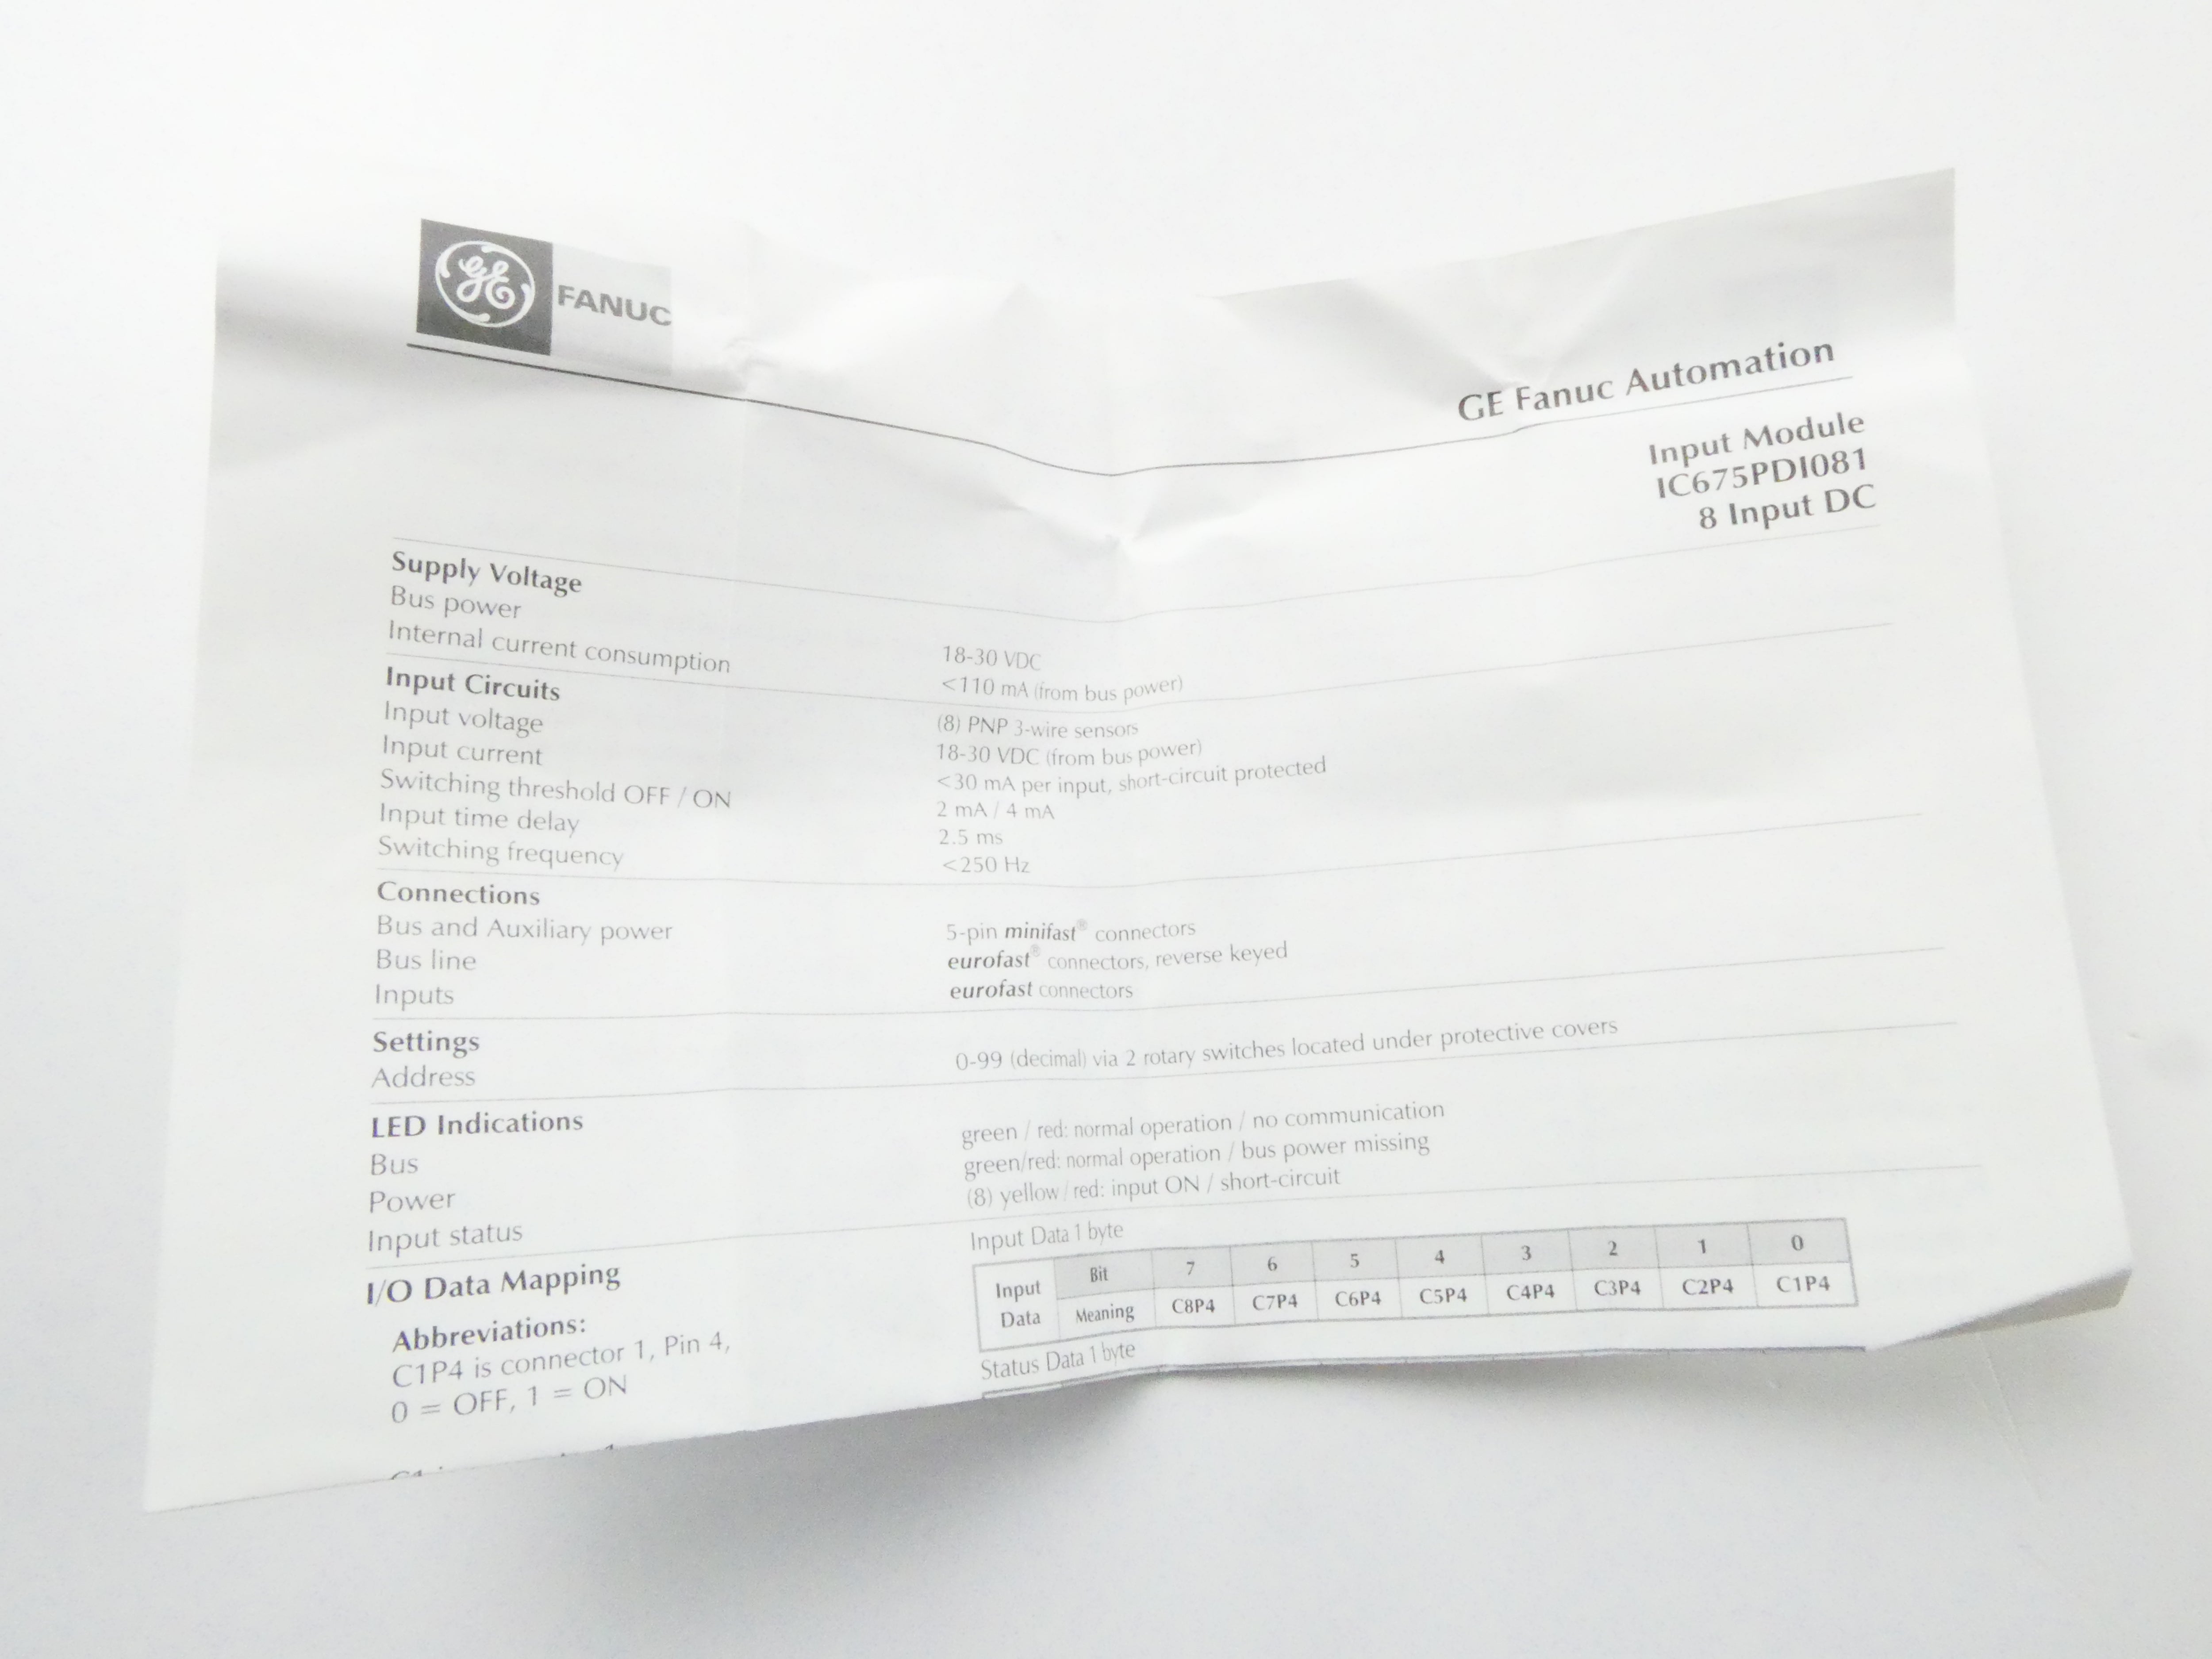 GE FANUC
GE Fanuc Automation
Input Module
IC675PDI081
8 Input DC
Supply Voltage
Bus power 18-30 VDC
Internal current consumption <110 mA (from bus power)
Input Circuits (8) PNP 3-wire sensors
Input voltage 18-30 VDC (from bus power)
Input current <30 mA per input, short-circuit protected
Switching threshold OFF / ON 2 mA / 4 mA
Input time delay 2.5 ms
Switching frequency <250 Hz
Connections
Bus and Auxiliary power 5-pin minifast® connectors
Bus line eurofast® connectors, reverse keyed
Inputs eurofast connectors
Settings
Address 0-99 (decimal) via 2 rotary switches located under protective covers
LED Indications
Bus green / red: normal operation / no communication
Power green/red: normal operation / bus power missing
Input status (8) yellow / red: input ON / short-circuit
I/O Data Mapping Input Data 1 byte
Input Data Bit 7 6 5 4 3 2 1 0
Meaning C8P4 C7P4 C6P4 C5P4 C4P4 C3P4 C2P4 C1P4
Abbreviations:
C1P4 is connector 1, Pin 4,
0 = OFF, 1 = ON
Status Data 1 byte